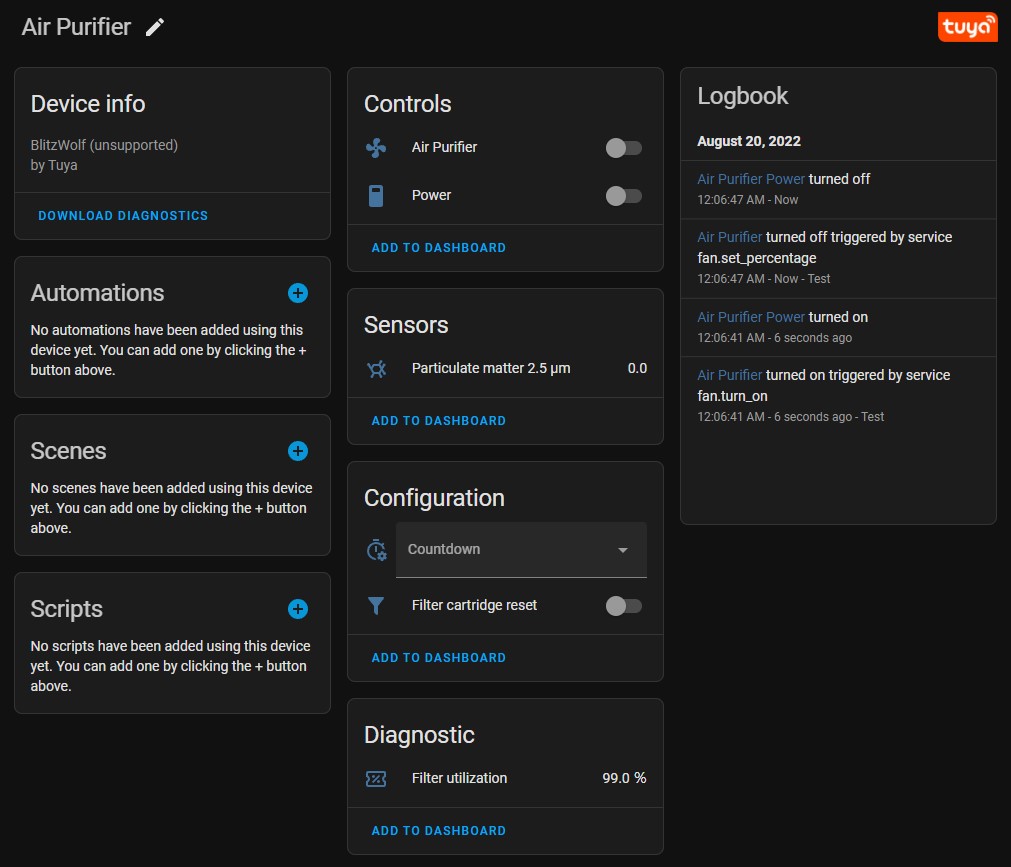 Air Purifier
tuya
Device info
BlitzWolf (unsupported)
by Tuya
DOWNLOAD DIAGNOSTICS
Automations
No automations have been added using this
device yet. You can add one by clicking the +
button above.
Scenes
No scenes have been added using this device
yet. You can add one by clicking the + button
above.
Scripts
No scripts have been added using this device
yet. You can add one by clicking the + button
above.
Controls
Air Purifier
Power
ADD TO DASHBOARD
Sensors
Particulate matter 2.5 μm 0.0
ADD TO DASHBOARD
Configuration
Countdown
Filter cartridge reset
ADD TO DASHBOARD
Diagnostic
Filter utilization 99.0 %
ADD TO DASHBOARD
Logbook
August 20, 2022
Air Purifier Power turned off
12:06:47 AM - Now
Air Purifier turned off triggered by service
fan.set_percentage
12:06:47 AM - Now - Test
Air Purifier Power turned on
12:06:41 AM - 6 seconds ago
Air Purifier turned on triggered by service
fan.turn_on
12:06:41 AM - 6 seconds ago - Test